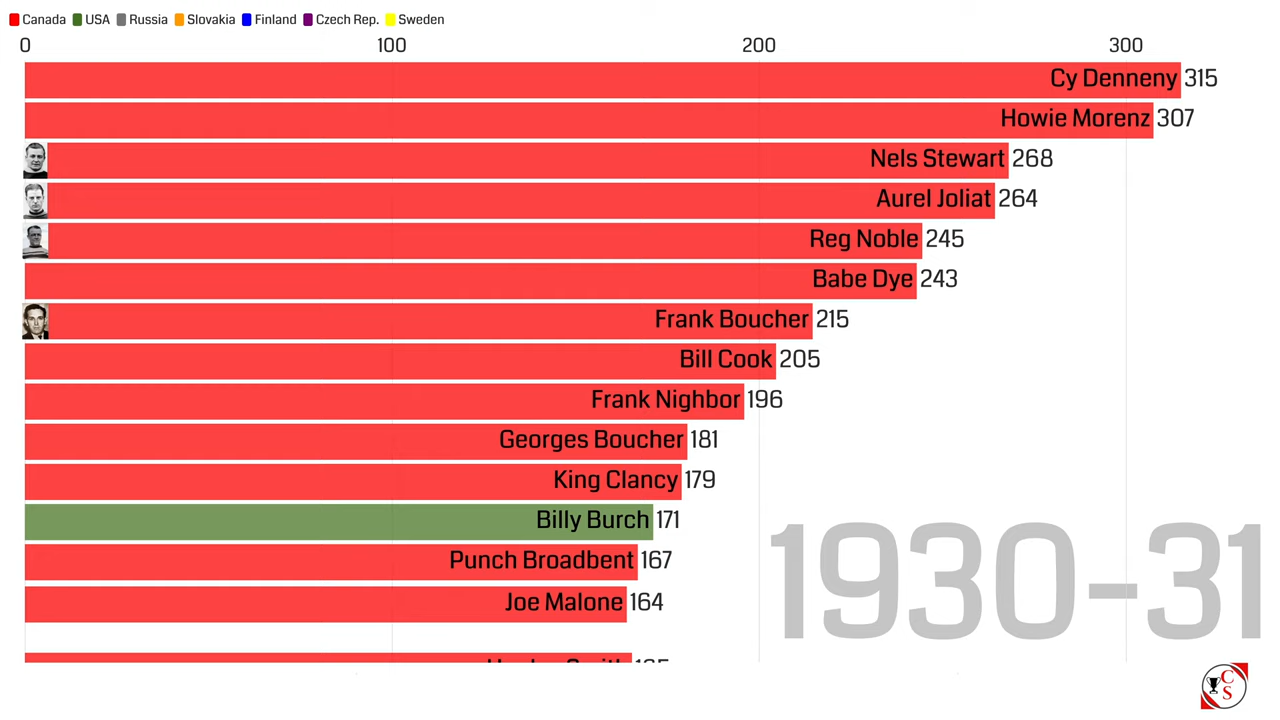 Canada USA Russia Slovakia Finland Czech Rep. Sweden
0 100 200 300
Cy Denneny 315
Howie Morenz 307
Nels Stewart 268
Aurel Joliat 264
Reg Noble 245
Babe Dye 243
Frank Boucher 215
Bill Cook 205
Frank Nighbor 196
Georges Boucher 181
King Clancy 179
Billy Burch 171
Punch Broadbent 167
Joe Malone 164
1930-31
CS